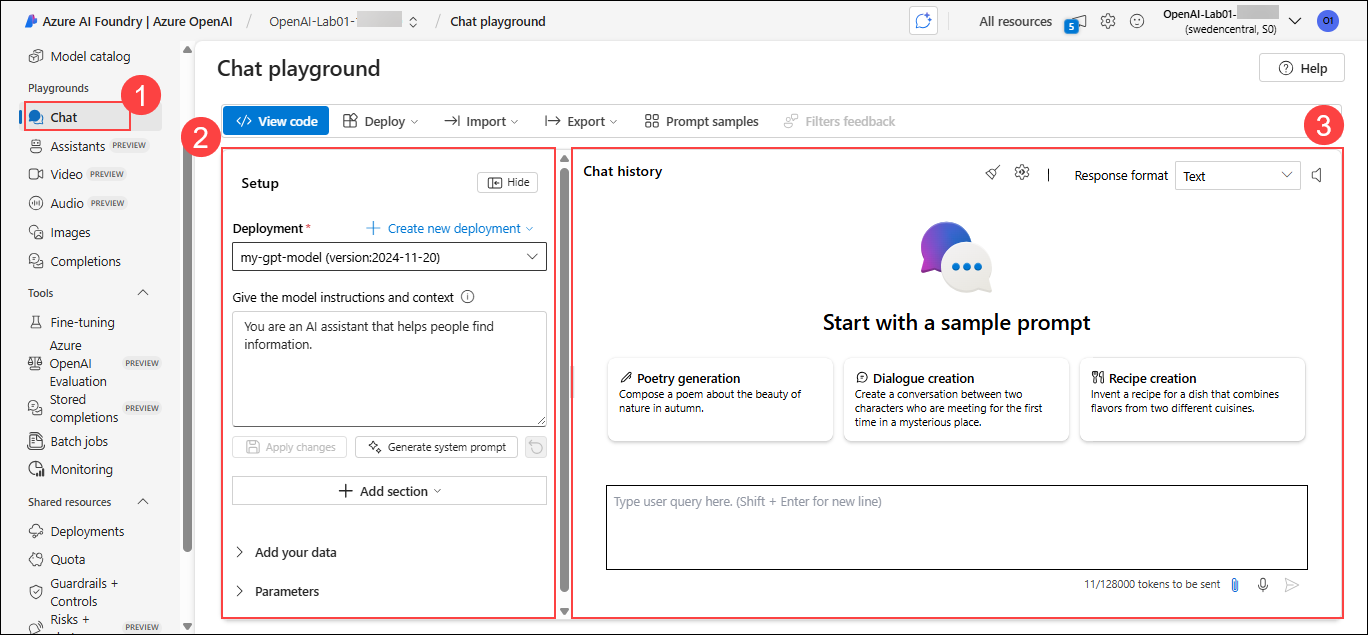 Azure AI Foundry | Azure OpenAI / OpenAI-Lab01- / Chat playground
All resources
5
OpenAI-Lab01-
(swedencentral, S0)
O1
Model catalog
Playgrounds
1
Chat
Assistants PREVIEW
Video PREVIEW
Audio PREVIEW
Images
Completions
Tools
Fine-tuning
Azure
OpenAI PREVIEW
Evaluation
Stored
completions PREVIEW
Batch jobs
Monitoring
Shared resources
Deployments
Quota
Guardrails +
Controls
Risks +
PREVIEW
Chat playground
Help
View code
Deploy
Import
Export
Prompt samples
Filters feedback
2
Setup
Hide
Deployment *
Create new deployment
my-gpt-model (version:2024-11-20)
Give the model instructions and context
You are an AI assistant that helps people find
information.
Apply changes
Generate system prompt
Add section
Add your data
Parameters
3
Chat history
Response format
Text
Start with a sample prompt
Poetry generation
Compose a poem about the beauty of
nature in autumn.
Dialogue creation
Create a conversation between two
characters who are meeting for the first
time in a mysterious place.
Recipe creation
Invent a recipe for a dish that combines
flavors from two different cuisines.
Type user query here. (Shift + Enter for new line)
11/128000 tokens to be sent